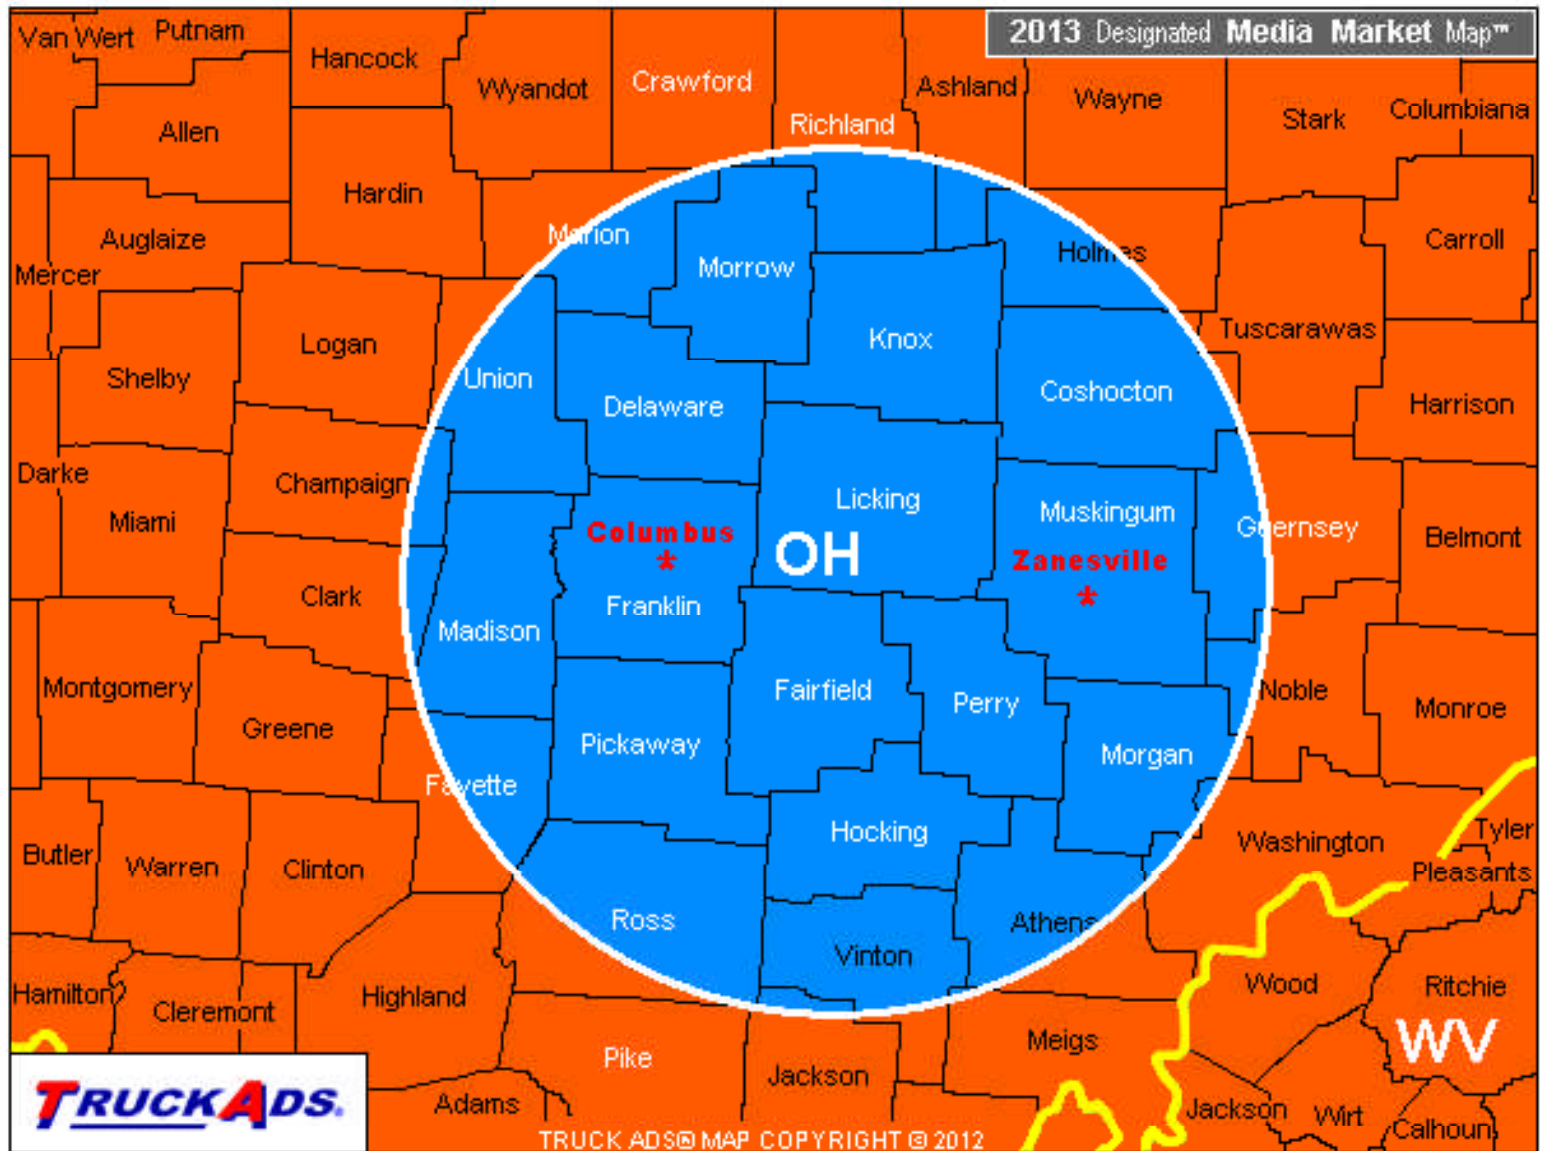 2013 Designated Media Market Map™
Van Wert
Putnam
Hancock
Wyandot
Crawford
Richland
Ashland
Wayne
Stark
Columbiana
Allen
Hardin
Marion
Morrow
Holmes
Carroll
Auglaize
Mercer
Logan
Knox
Tuscarawas
Shelby
Union
Delaware
Coshocton
Harrison
Darke
Champaign
Licking
Muskingum
Guernsey
Belmont
Miami
Columbus
*
OH
Zanesville
*
Clark
Madison
Franklin
Montgomery
Fairfield
Perry
Noble
Monroe
Greene
Pickaway
Morgan
Fayette
Hocking
Washington
Tyler
Butler
Warren
Clinton
Pleasants
Ross
Athens
Vinton
Wood
Ritchie
Hamilton
Cleremont
Highland
WV
Pike
Jackson
Meigs
TRUCKADS.
Adams
Jackson
Wirt
Calhoun
TRUCK ADS® MAP COPYRIGHT © 2012